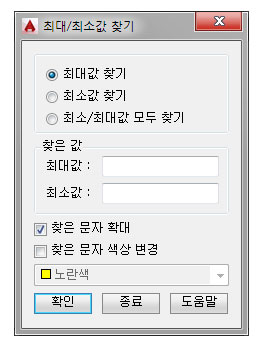 최대/최소값 찾기
최대값 찾기
최소값 찾기
최소/최대값 모두 찾기
찾은 값
최대값 :
최소값 :
찾은 문자 확대
찾은 문자 색상 변경
노란색
확인 종료 도움말